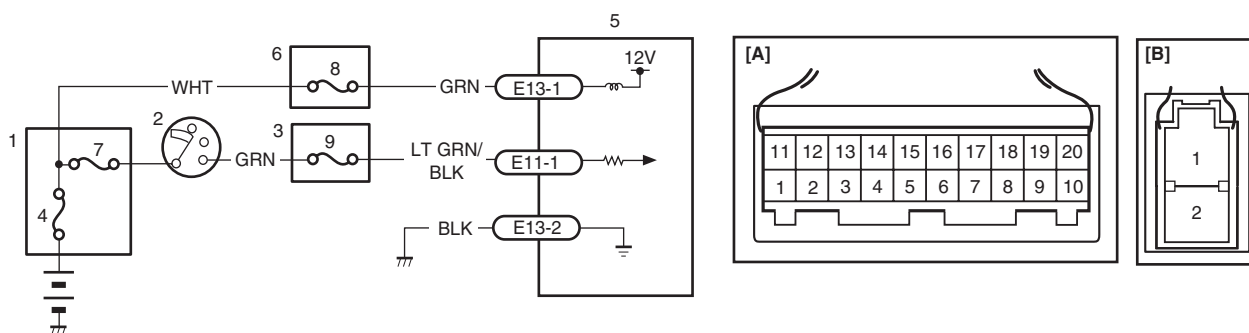 5
6
8
12V
WHT
GRN
E13-1
1
2
3
7
9
GRN
LT GRN/
BLK
E11-1
4
BLK
E13-2
[A]
11 12 13 14 15 16 17 18 19 20
1 2 3 4 5 6 7 8 9 10
[B]
1
2